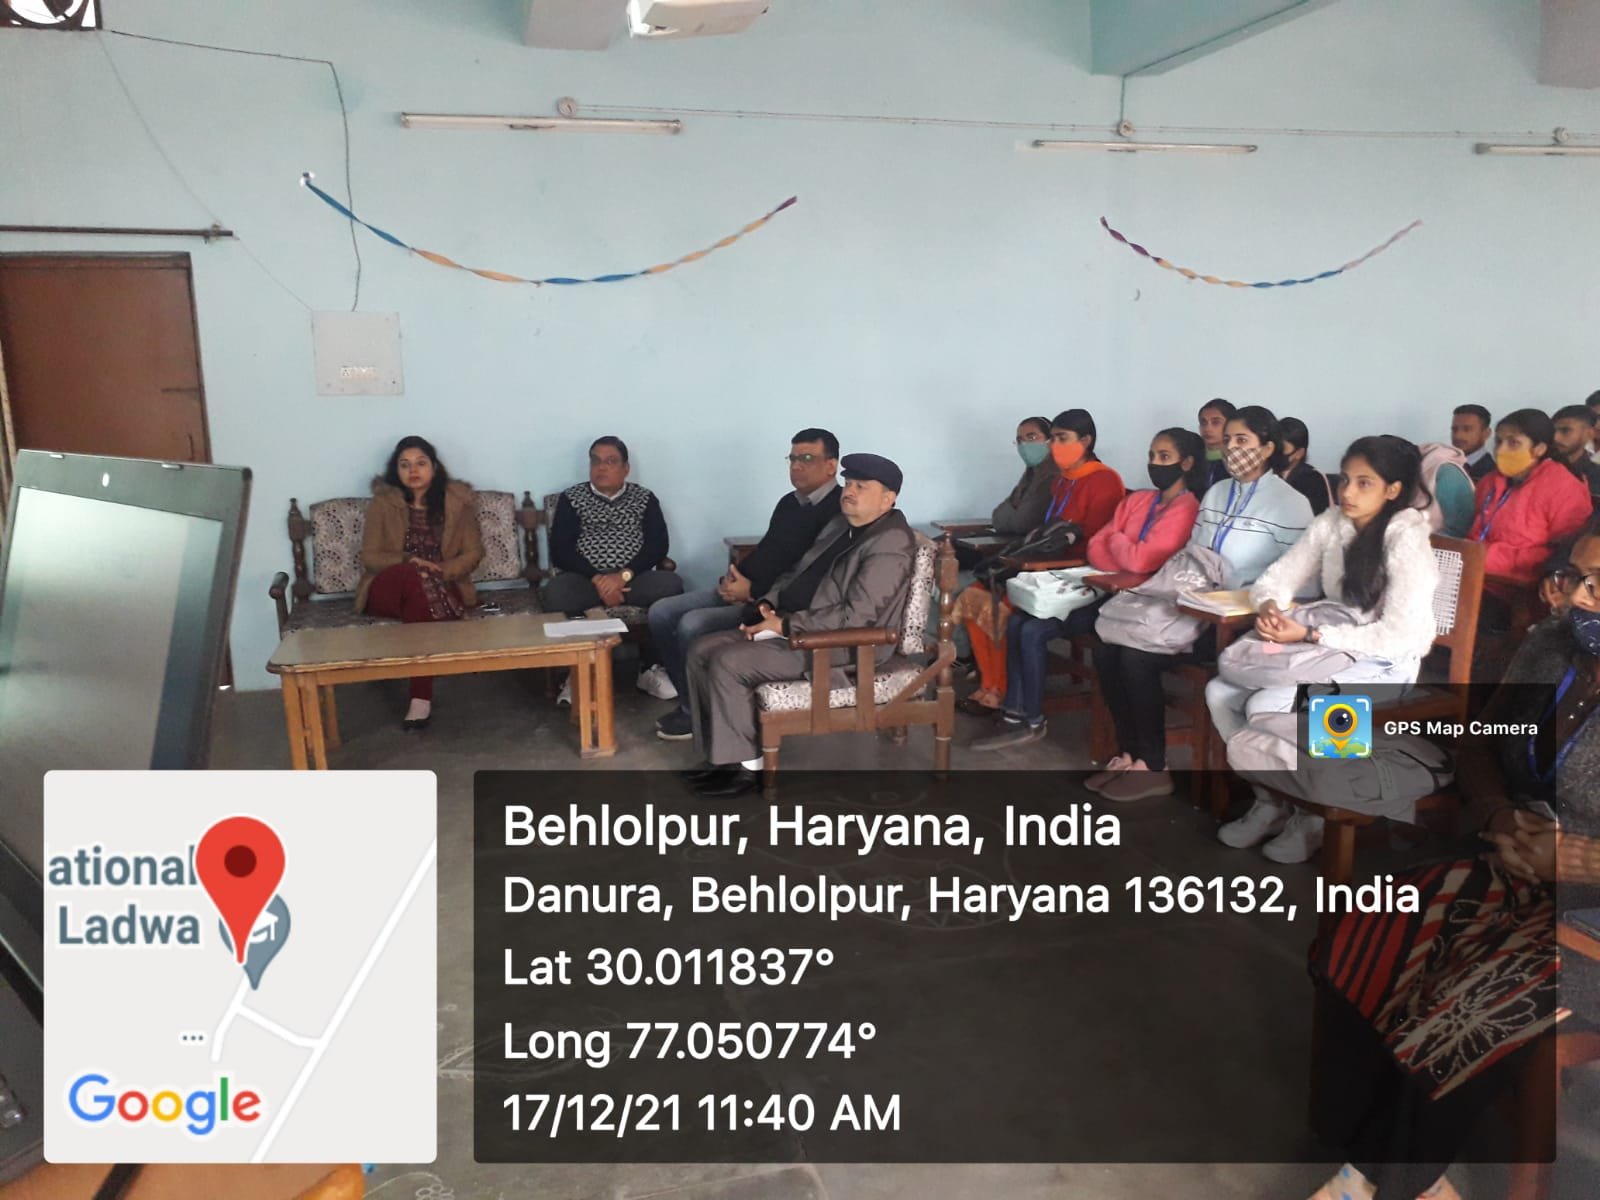 GPS Map Camera
ational
Ladwa
...
Google
Behlolpur, Haryana, India
Danura, Behlolpur, Haryana 136132, India
Lat 30.011837°
Long 77.050774°
17/12/21 11:40 AM